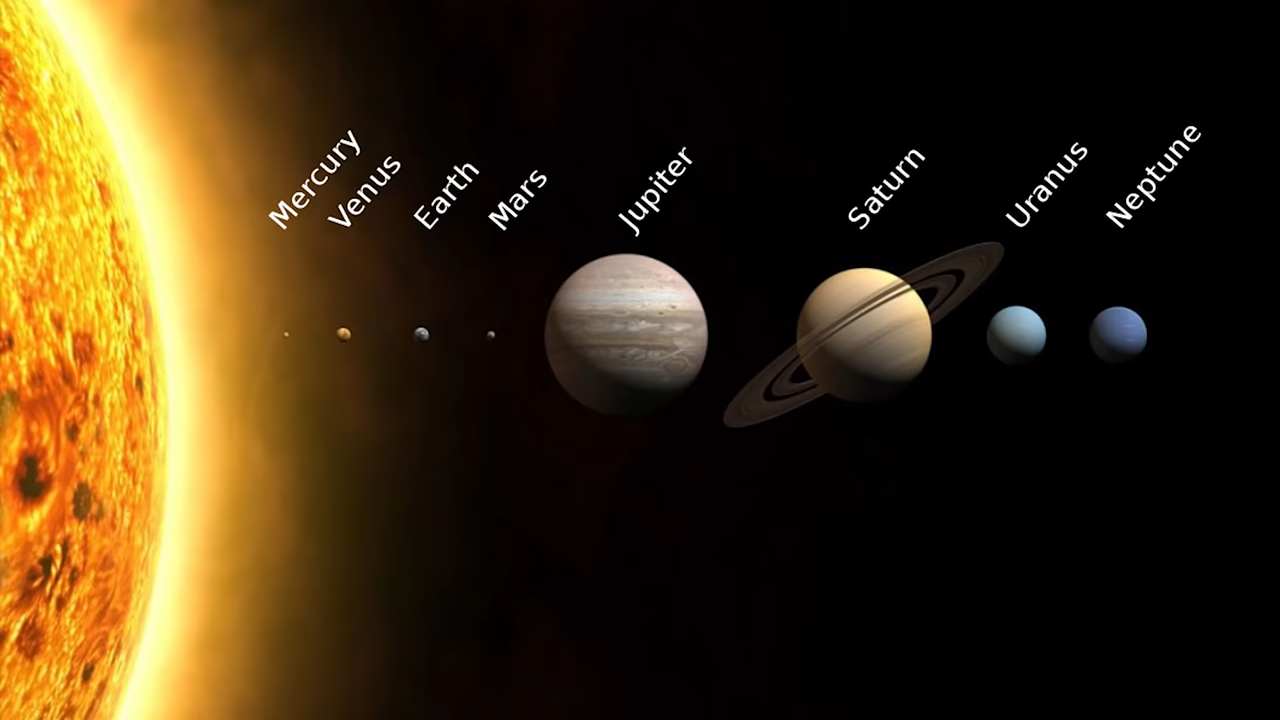 Mercury
Venus
Earth
Mars
Jupiter
Saturn
Uranus
Neptune